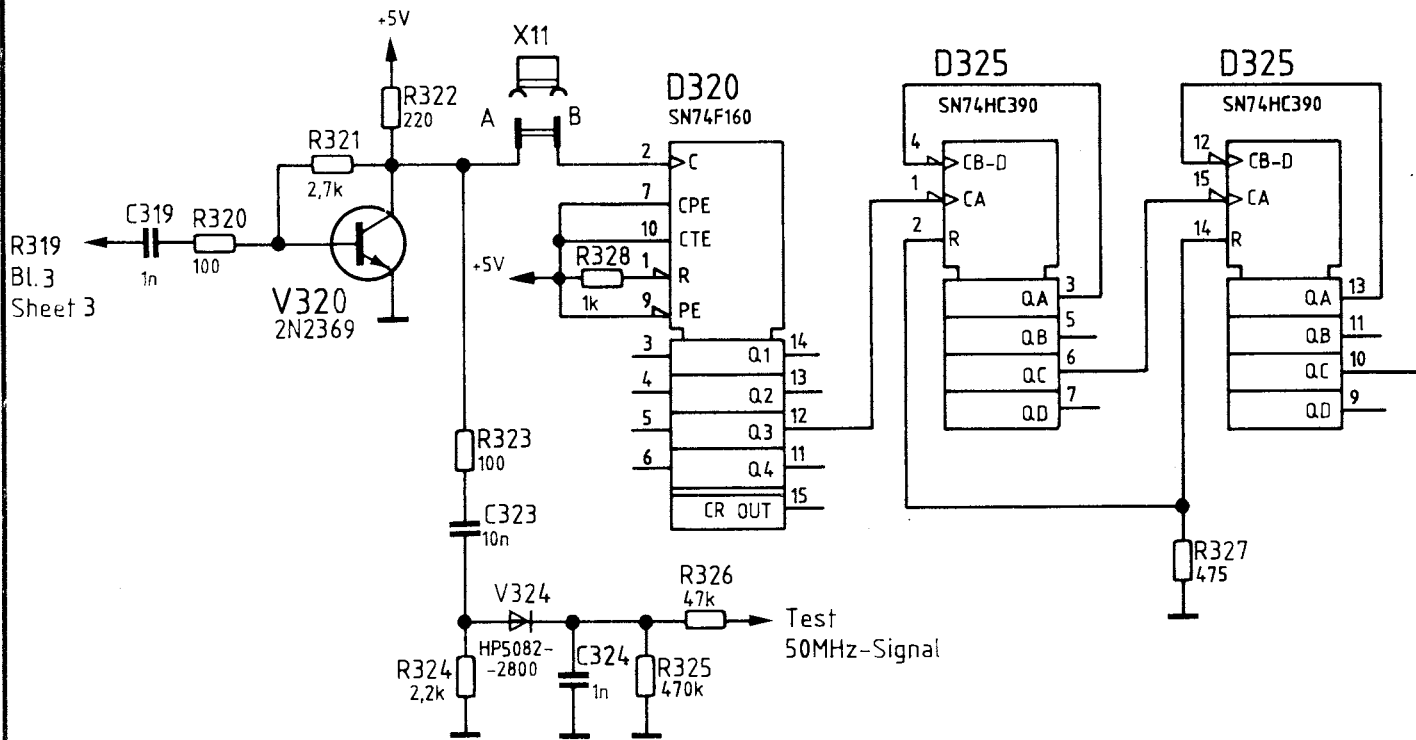 +5V
X11
R322
220
A
B
R321
2,7k
C319
1n
R320
100
R319
Bl.3
Sheet 3
V320
2N2369
D320
SN74F160
2
C
7
CPE
10
CTE
+5V
R328
1k
1
R
9
PE
3
Q1
14
4
Q2
13
5
Q3
12
6
Q4
11
CR OUT
15
D325
SN74HC390
4
CB-D
1
CA
2
R
QA
3
QB
5
QC
6
QD
7
D325
SN74HC390
12
CB-D
15
CA
14
R
QA
13
QB
11
QC
10
QD
9
R323
100
C323
10n
V324
HP5082-
-2800
R324
2,2k
C324
1n
R325
470k
R326
47k
Test
50MHz-Signal
R327
475